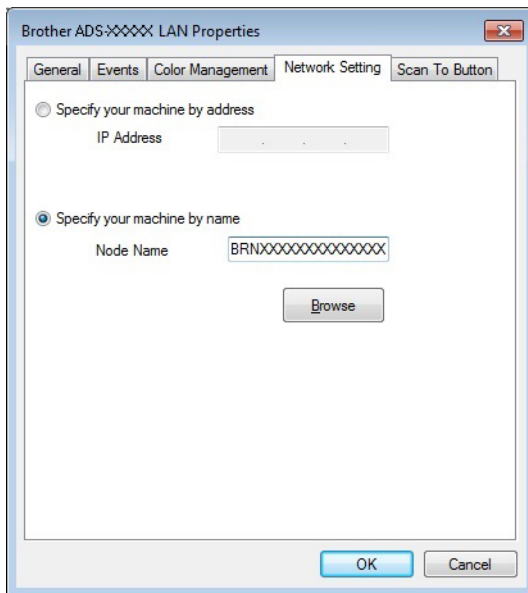 Brother ADS-XXXXX LAN Properties
General Events Color Management Network Setting Scan To Button
Specify your machine by address
IP Address . . .
Specify your machine by name
Node Name BRNXXXXXXXXXXXXXX
Browse
OK Cancel